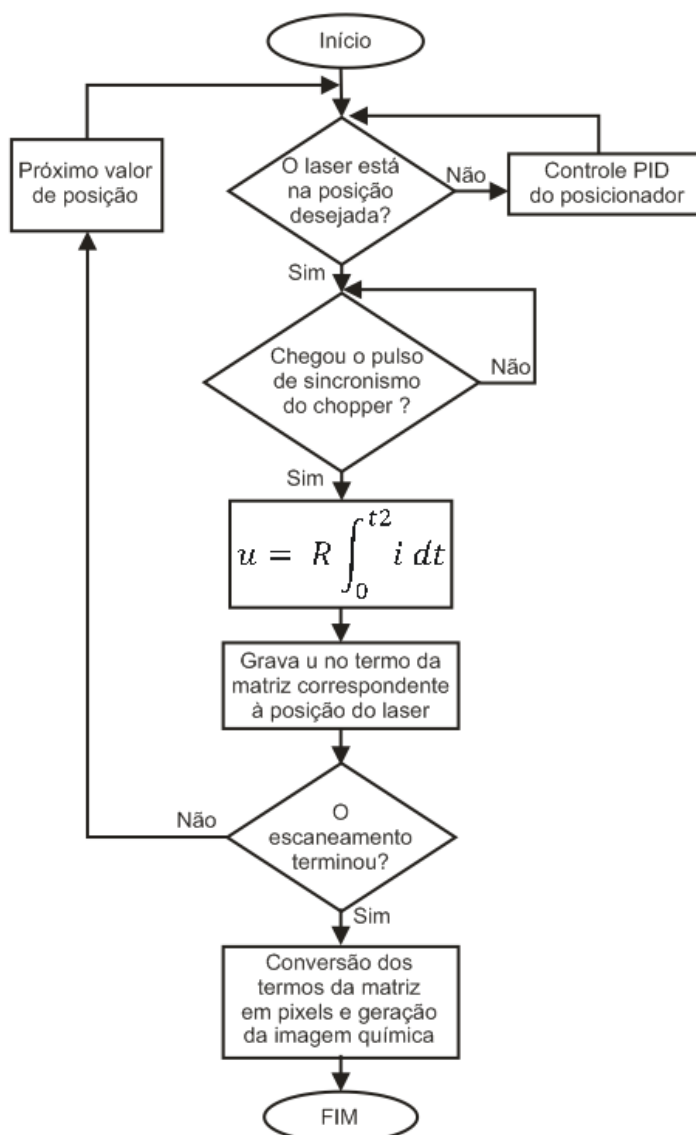 Início
Próximo valor
de posição
O laser está
na posição
desejada?
Não
Controle PID
do posicionador
Sim
Chegou o pulso
de sincronismo
do chopper ?
Não
Sim
u = R ∫₀ᵗ² i dt
Grava u no termo da
matriz correspondente
à posição do laser
Não
O
escaneamento
terminou?
Sim
Conversão dos
termos da matriz
em pixels e geração
da imagem química
FIM